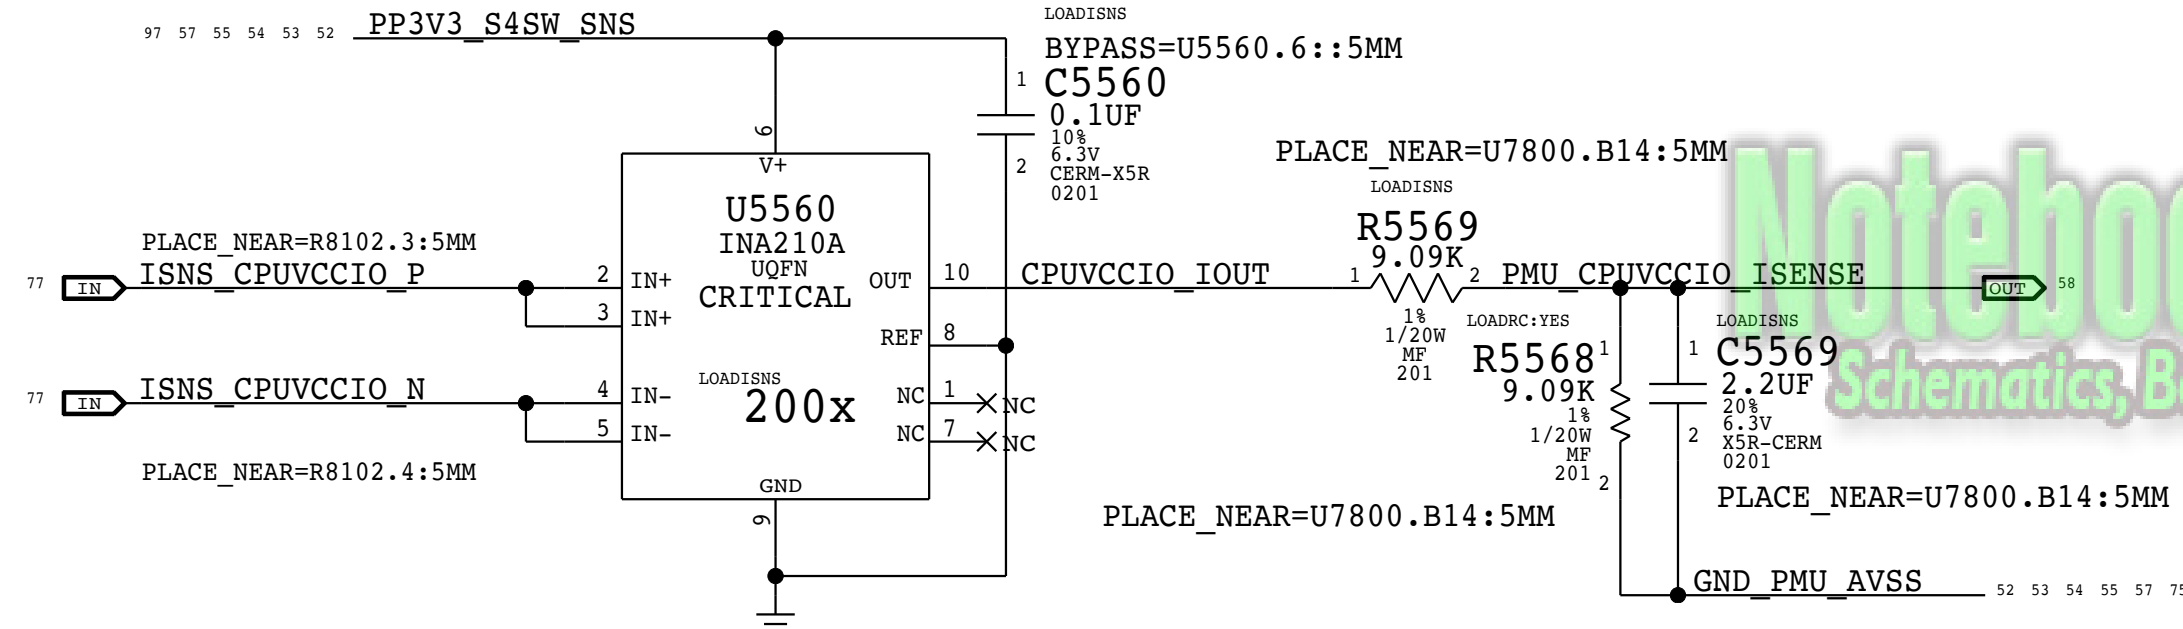 LOADISNS
97 57 55 54 53 52 PP3V3_S4SW_SNS
BYPASS=U5560.6::5MM
1 C5560
0.1UF
10%
6.3V
2 CERM-X5R
0201
6
V+
PLACE_NEAR=U7800.B14:5MM
LOADISNS
R5569
9.09K
1 2
1%
1/20W
MF
201
U5560
INA210A
UQFN
CRITICAL
LOADISNS
200x
PLACE_NEAR=R8102.3:5MM
77 IN ISNS_CPUVCCIO_P 2 IN+
3 IN+
77 IN ISNS_CPUVCCIO_N 4 IN-
5 IN-
PLACE_NEAR=R8102.4:5MM
OUT 10 CPUVCCIO_IOUT
REF 8
NC 1 NC
NC 7 NC
GND
9
PMU_CPUVCCIO_ISENSE OUT 58
LOADRC:YES
R5568 1
9.09K
1%
1/20W
MF
201 2
LOADISNS
1 C5569
2.2UF
20%
6.3V
2 X5R-CERM
0201
PLACE_NEAR=U7800.B14:5MM
PLACE_NEAR=U7800.B14:5MM
GND_PMU_AVSS 52 53 54 55 57 75
Noteboo
Schematics, B